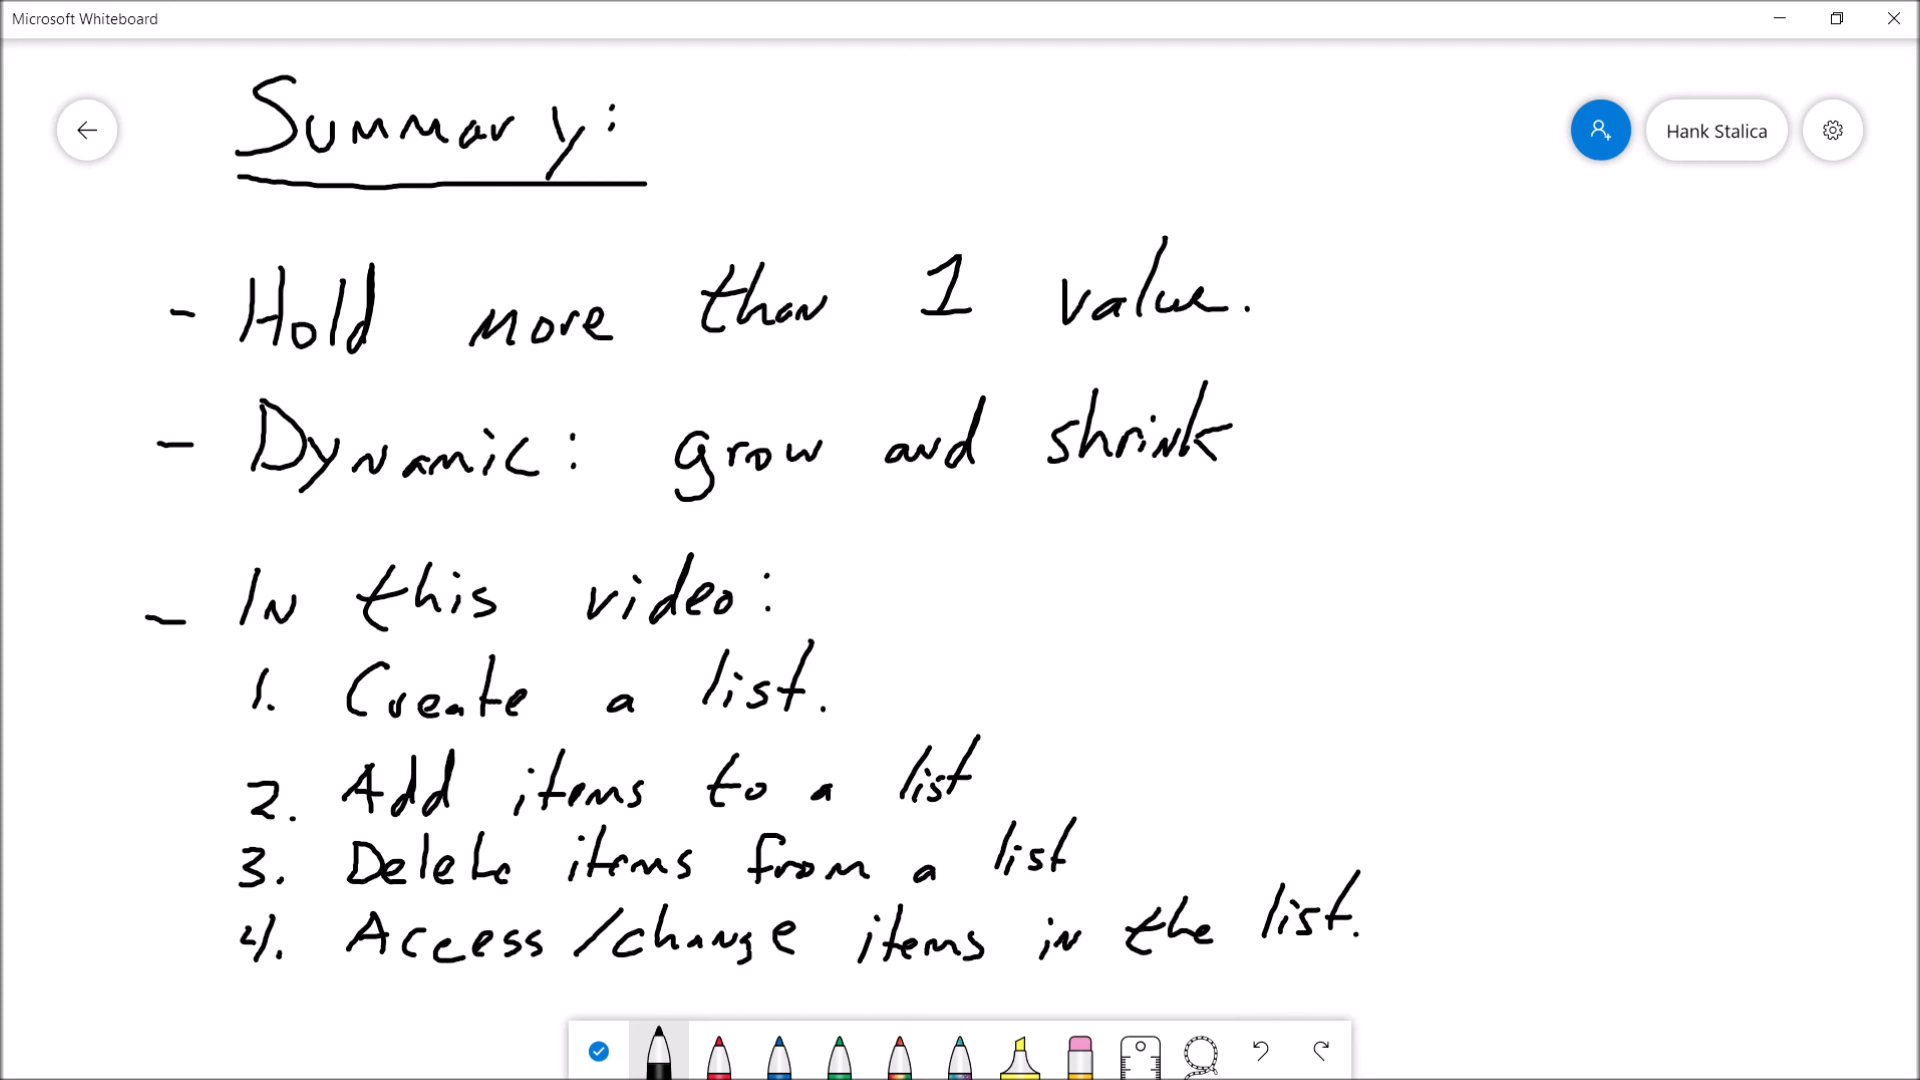 Microsoft Whiteboard
Summary:
Hank Stalica
- Hold more than 1 value.
- Dynamic: grow and shrink
- In this video:
1. Create a list.
2. Add items to a list
3. Delete items from a list
4. Access/change items in the list.